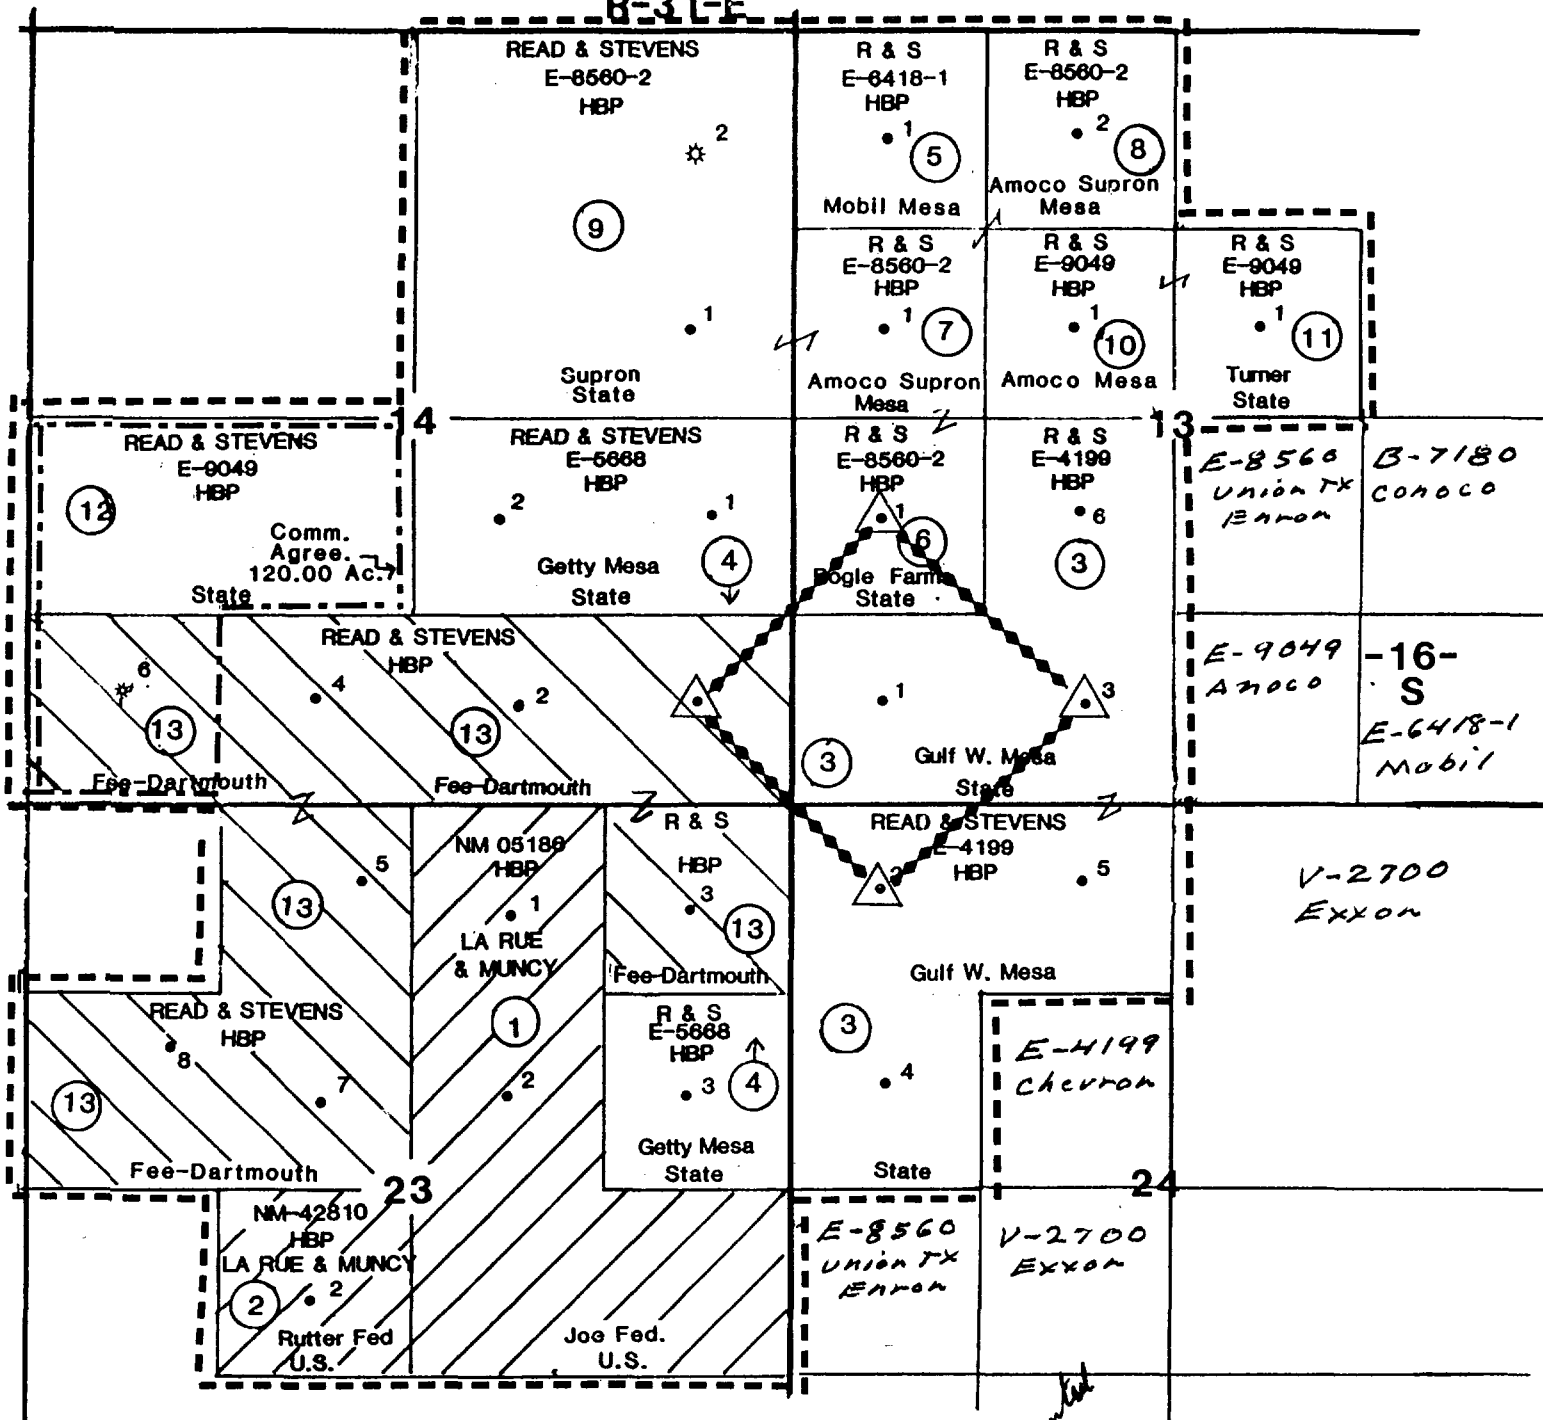 R-31-E
READ & STEVENS
E-8560-2
HBP
2
9
1
Supron
State
R & S
E-6418-1
HBP
1
5
Mobil Mesa
R & S
E-8560-2
HBP
2
8
Amoco Supron
Mesa
R & S
E-8560-2
HBP
1
7
Amoco Supron
Mesa
R & S
E-9049
HBP
1
10
Amoco Mesa
R & S
E-9049
HBP
1
11
Turner
State
14
13
READ & STEVENS
E-9049
HBP
12
Comm.
Agree.
120.00 Ac.
State
READ & STEVENS
E-5668
HBP
2
1
4
Getty Mesa
State
R & S
E-8560-2
HBP
1
6
Bogle Farms
State
R & S
E-4199
HBP
6
3
E-8560
Union TX
Enron
B-7180
Conoco
READ & STEVENS
HBP
6
4
2
13
13
Fee-Dartmouth
Fee-Dartmouth
1
3
3
Gulf W. Mesa
State
E-9049
Amoco
-16-
S
E-6418-1
Mobil
5
13
NM 05186
HBP
1
LA RUE
& MUNCY
1
2
R & S
HBP
3
13
Fee-Dartmouth
READ & STEVENS
E-4199
HBP
2
5
Gulf W. Mesa
3
4
State
V-2700
Exxon
READ & STEVENS
HBP
8
7
13
Fee-Dartmouth
R & S
E-5668
HBP
3
4
Getty Mesa
State
E-4199
Chevron
23
24
NM-42810
HBP
LA RUE & MUNCY
2
2
Rutter Fed
U.S.
Joe Fed.
U.S.
E-8560
Union TX
Enron
V-2700
Exxon